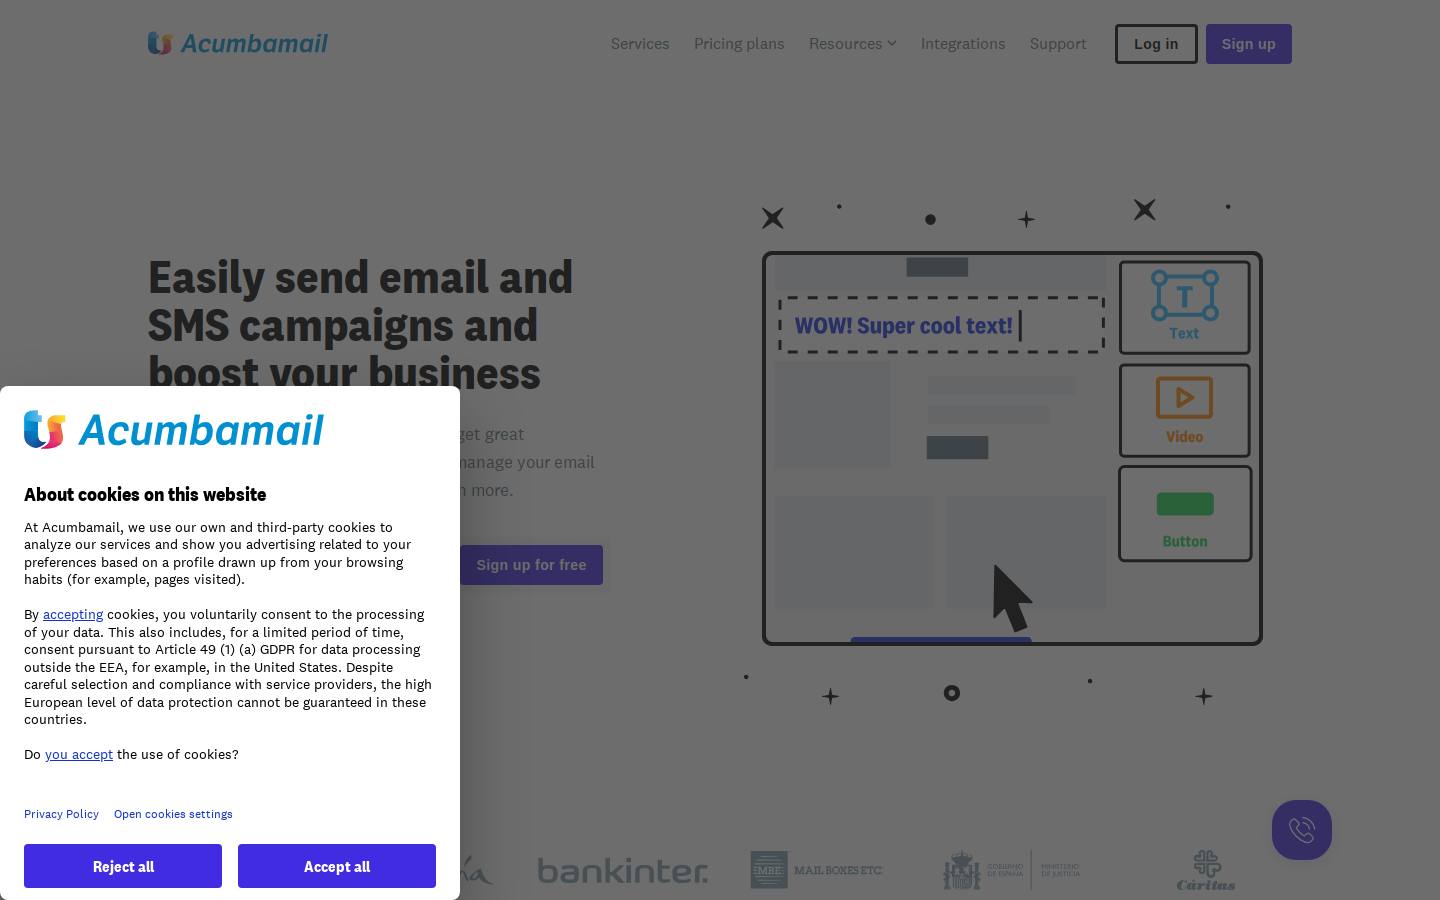 Acumbamail
Services
Pricing plans
Resources
Integrations
Support
Log in
Sign up
Easily send email and
SMS campaigns and
boost your business
get great
manage your email
more.
Sign up for free
WOW! Super cool text!
T
Text
Video
Button
Acumbamail
About cookies on this website
At Acumbamail, we use our own and third-party cookies to
analyze our services and show you advertising related to your
preferences based on a profile drawn up from your browsing
habits (for example, pages visited).
By accepting cookies, you voluntarily consent to the processing
of your data. This also includes, for a limited period of time,
consent pursuant to Article 49 (1) (a) GDPR for data processing
outside the EEA, for example, in the United States. Despite
careful selection and compliance with service providers, the high
European level of data protection cannot be guaranteed in these
countries.
Do you accept the use of cookies?
Privacy Policy
Open cookies settings
Reject all
Accept all
bankinter.
MBE
MAIL BOXES ETC.
GOBIERNO
DE ESPAÑA
MINISTERIO
DE JUSTICIA
Cáritas